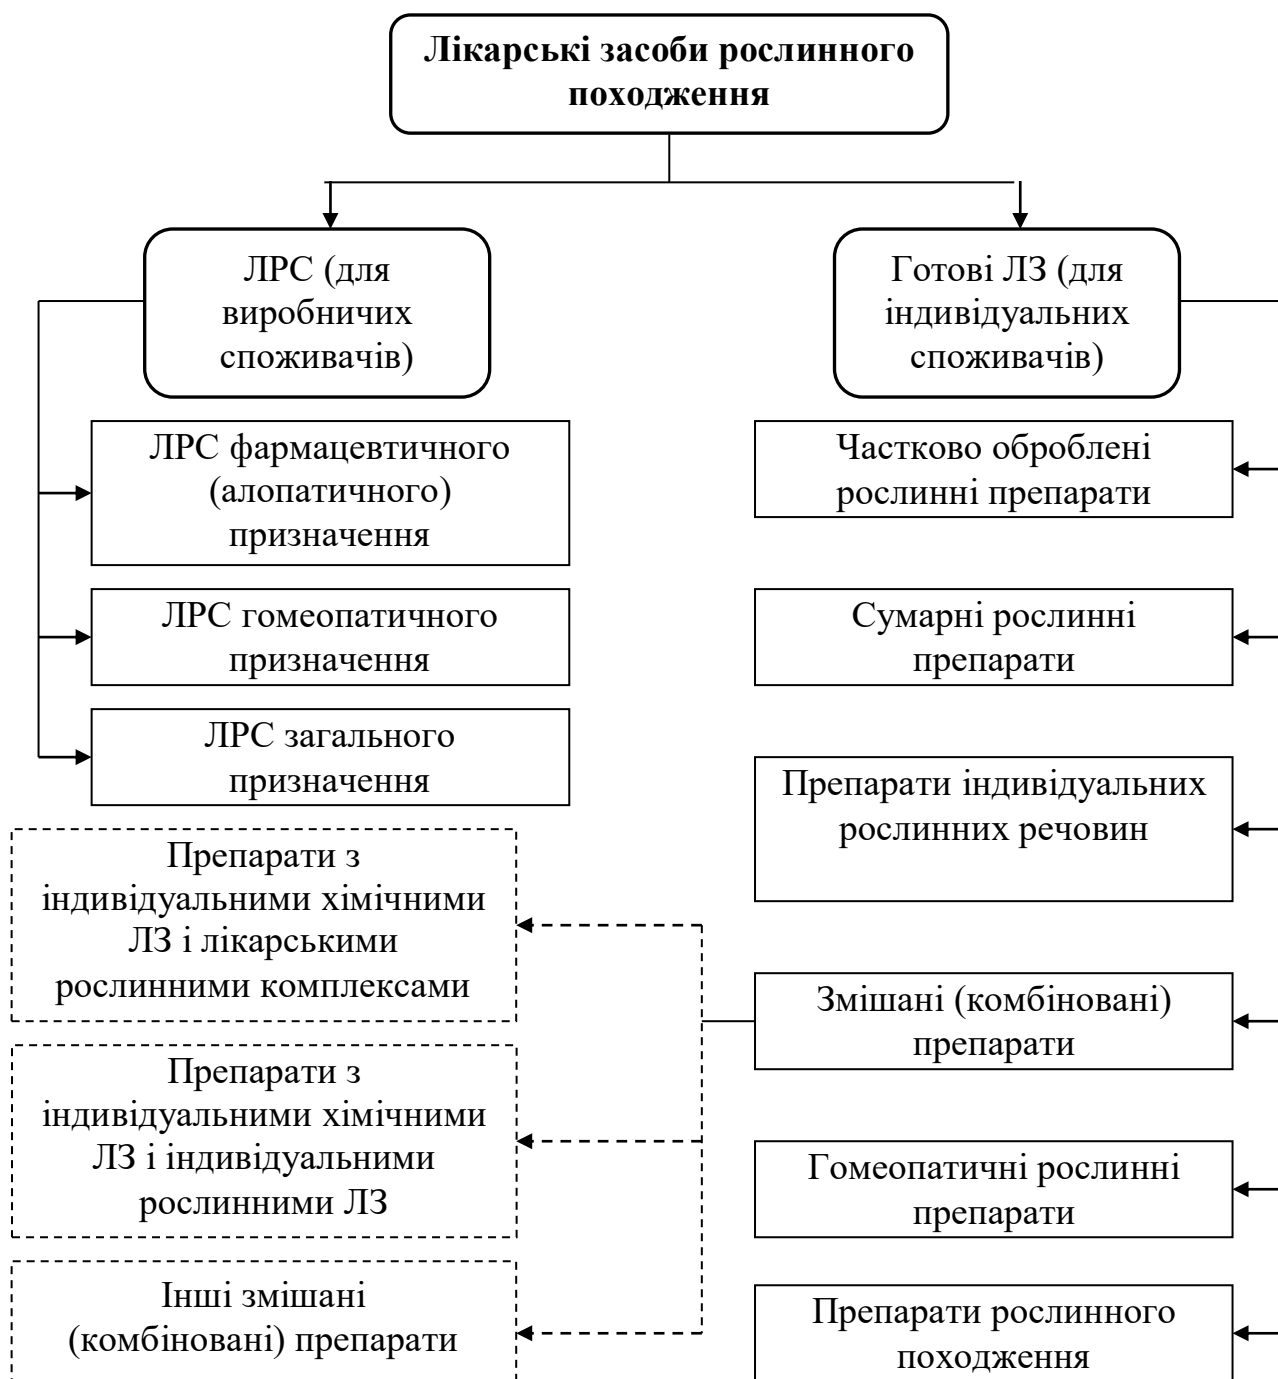 Лікарські засоби рослинного
походження
ЛРС (для
виробничих
споживачів)
Готові ЛЗ (для
індивідуальних
споживачів)
ЛРС фармацевтичного
(алопатичного)
призначення
ЛРС гомеопатичного
призначення
ЛРС загального
призначення
Частково оброблені
рослинні препарати
Сумарні рослинні
препарати
Препарати індивідуальних
рослинних речовин
Змішані (комбіновані)
препарати
Гомеопатичні рослинні
препарати
Препарати рослинного
походження
Препарати з
індивідуальними хімічними
ЛЗ і лікарськими
рослинними комплексами
Препарати з
індивідуальними хімічними
ЛЗ і індивідуальними
рослинними ЛЗ
Інші змішані
(комбіновані) препарати